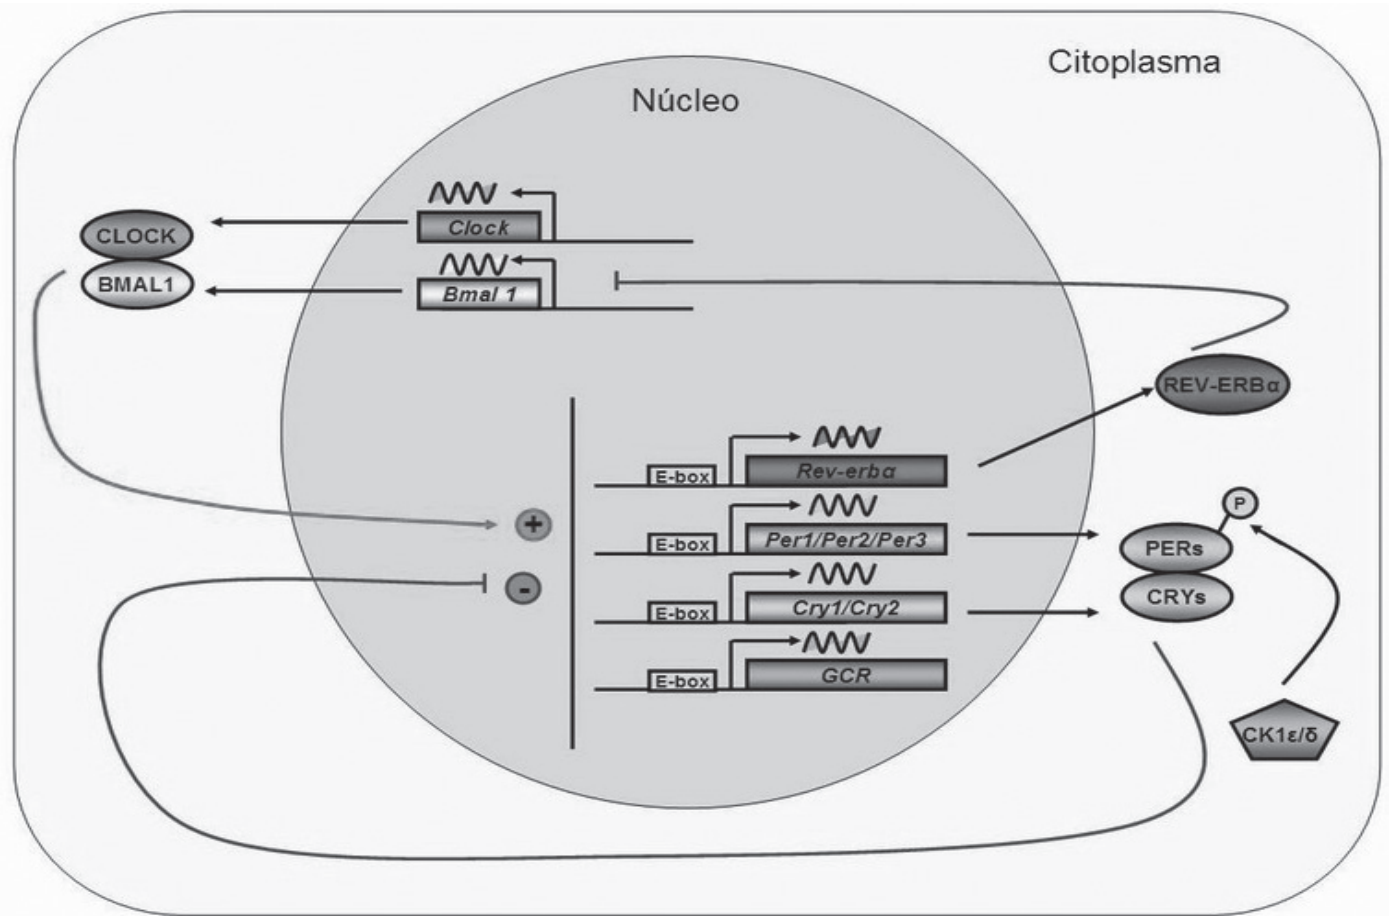 Citoplasma
Núcleo
Clock
CLOCK
Bmal 1
BMAL1
REV-ERBα
E-box
Rev-erbα
P
+
E-box
Per1/Per2/Per3
PERs
-
E-box
Cry1/Cry2
CRYs
E-box
GCR
CK1ε/δ